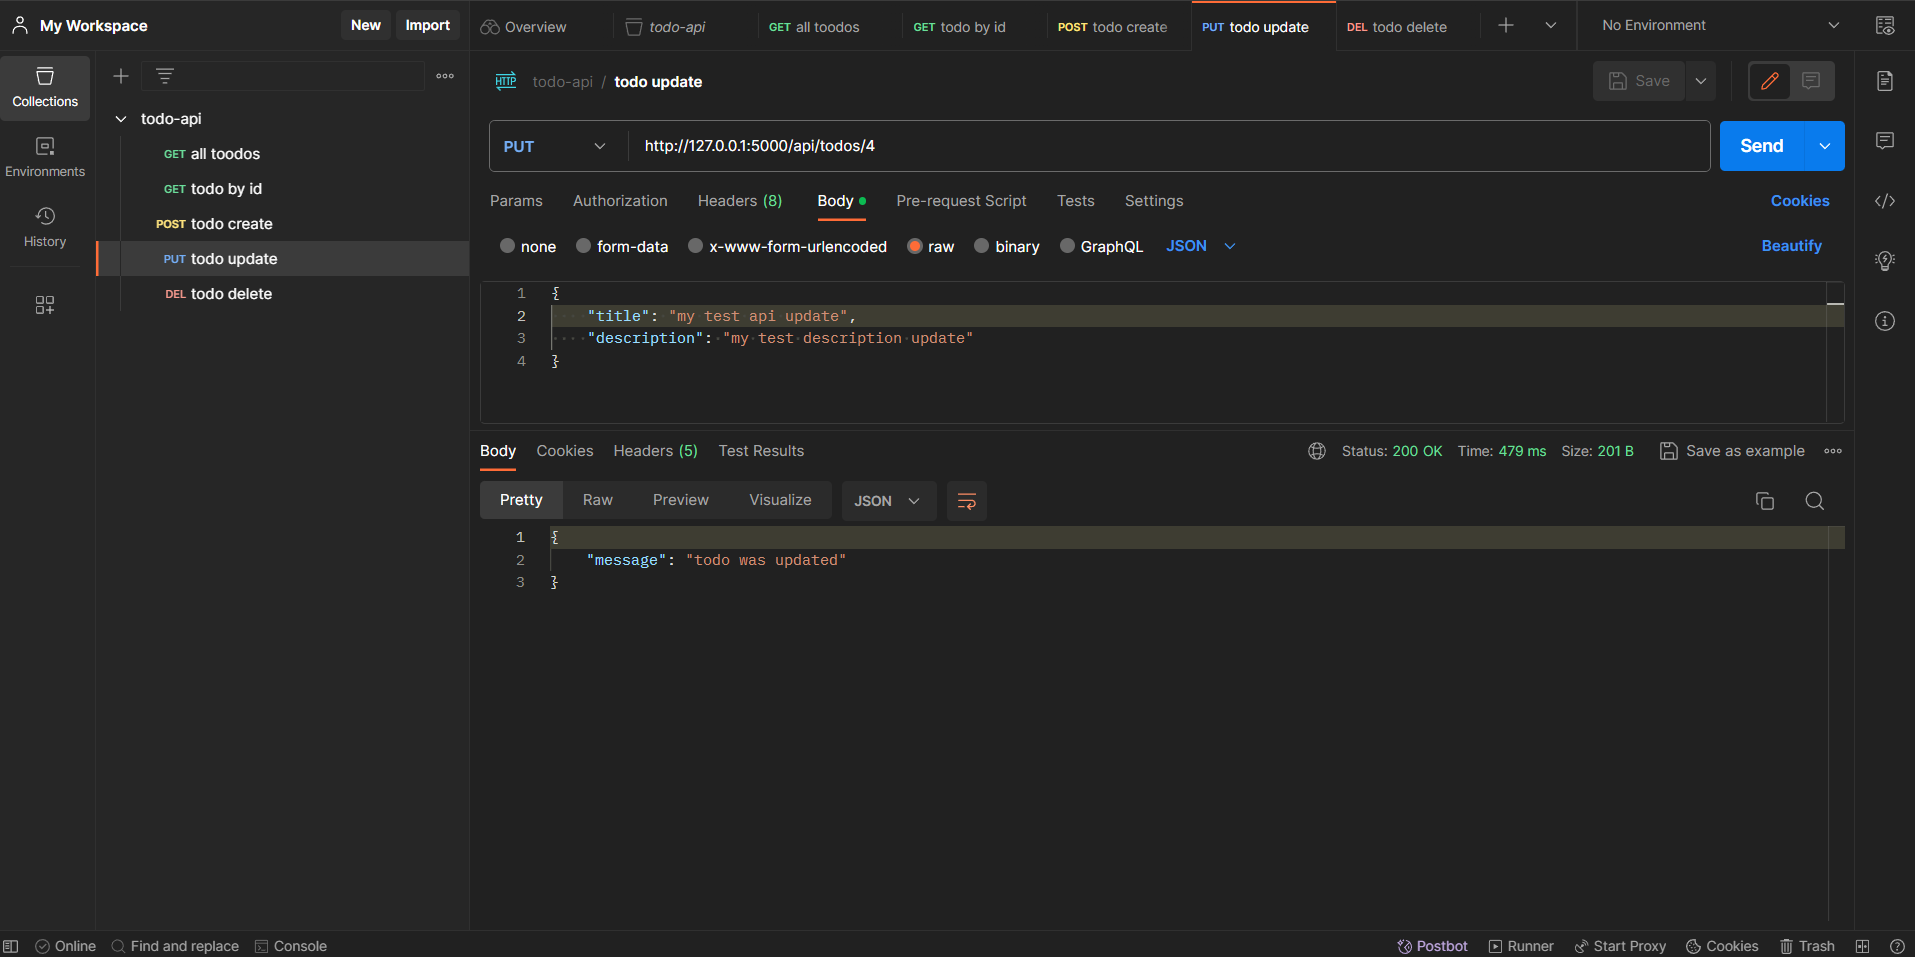 My Workspace
New
Import
Overview
todo-api
GET all toodos
GET todo by id
POST todo create
PUT todo update
DEL todo delete
No Environment
Collections
Environments
History
todo-api
GET all toodos
GET todo by id
POST todo create
PUT todo update
DEL todo delete
HTTP todo-api / todo update
Save
PUT
http://127.0.0.1:5000/api/todos/4
Send
Params
Authorization
Headers (8)
Body
Pre-request Script
Tests
Settings
Cookies
none
form-data
x-www-form-urlencoded
raw
binary
GraphQL
JSON
Beautify
1 {
2 "title": "my test api update",
3 "description": "my test description update"
4 }
Body
Cookies
Headers (5)
Test Results
Status: 200 OK
Time: 479 ms
Size: 201 B
Save as example
Pretty
Raw
Preview
Visualize
JSON
1 {
2 "message": "todo was updated"
3 }
Online
Find and replace
Console
Postbot
Runner
Start Proxy
Cookies
Trash